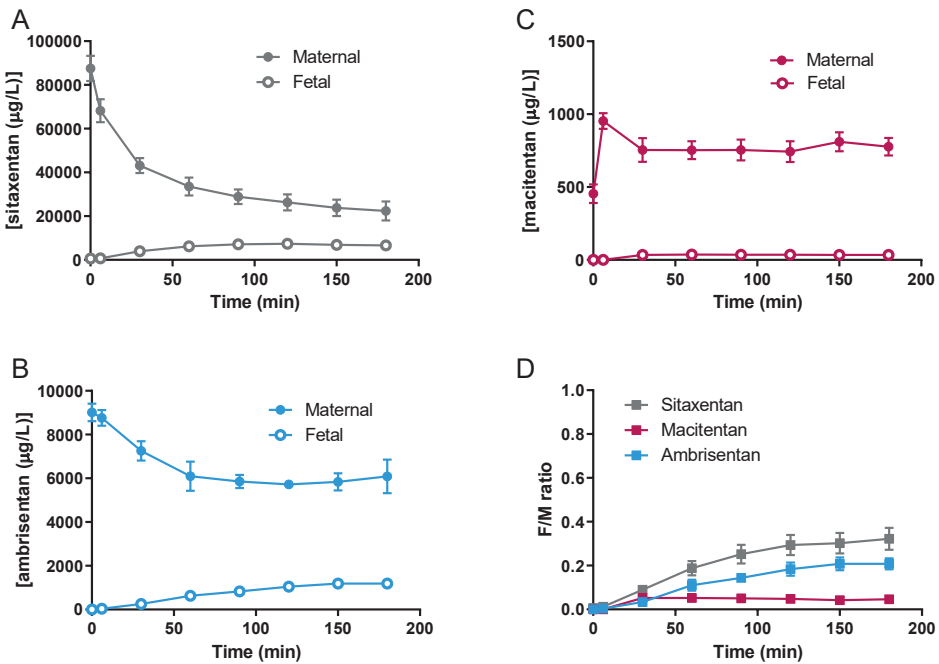 A
[sitaxentan (µg/L)]
100000
80000
60000
40000
20000
0
0 50 100 150 200
Time (min)
Maternal
Fetal
C
[macitentan (µg/L)]
1500
1000
500
0
0 50 100 150 200
Time (min)
Maternal
Fetal
B
[ambrisentan (µg/L)]
10000
8000
6000
4000
2000
0
0 50 100 150 200
Time (min)
Maternal
Fetal
D
F/M ratio
1.0
0.8
0.6
0.4
0.2
0.0
0 50 100 150 200
Time (min)
Sitaxentan
Macitentan
Ambrisentan